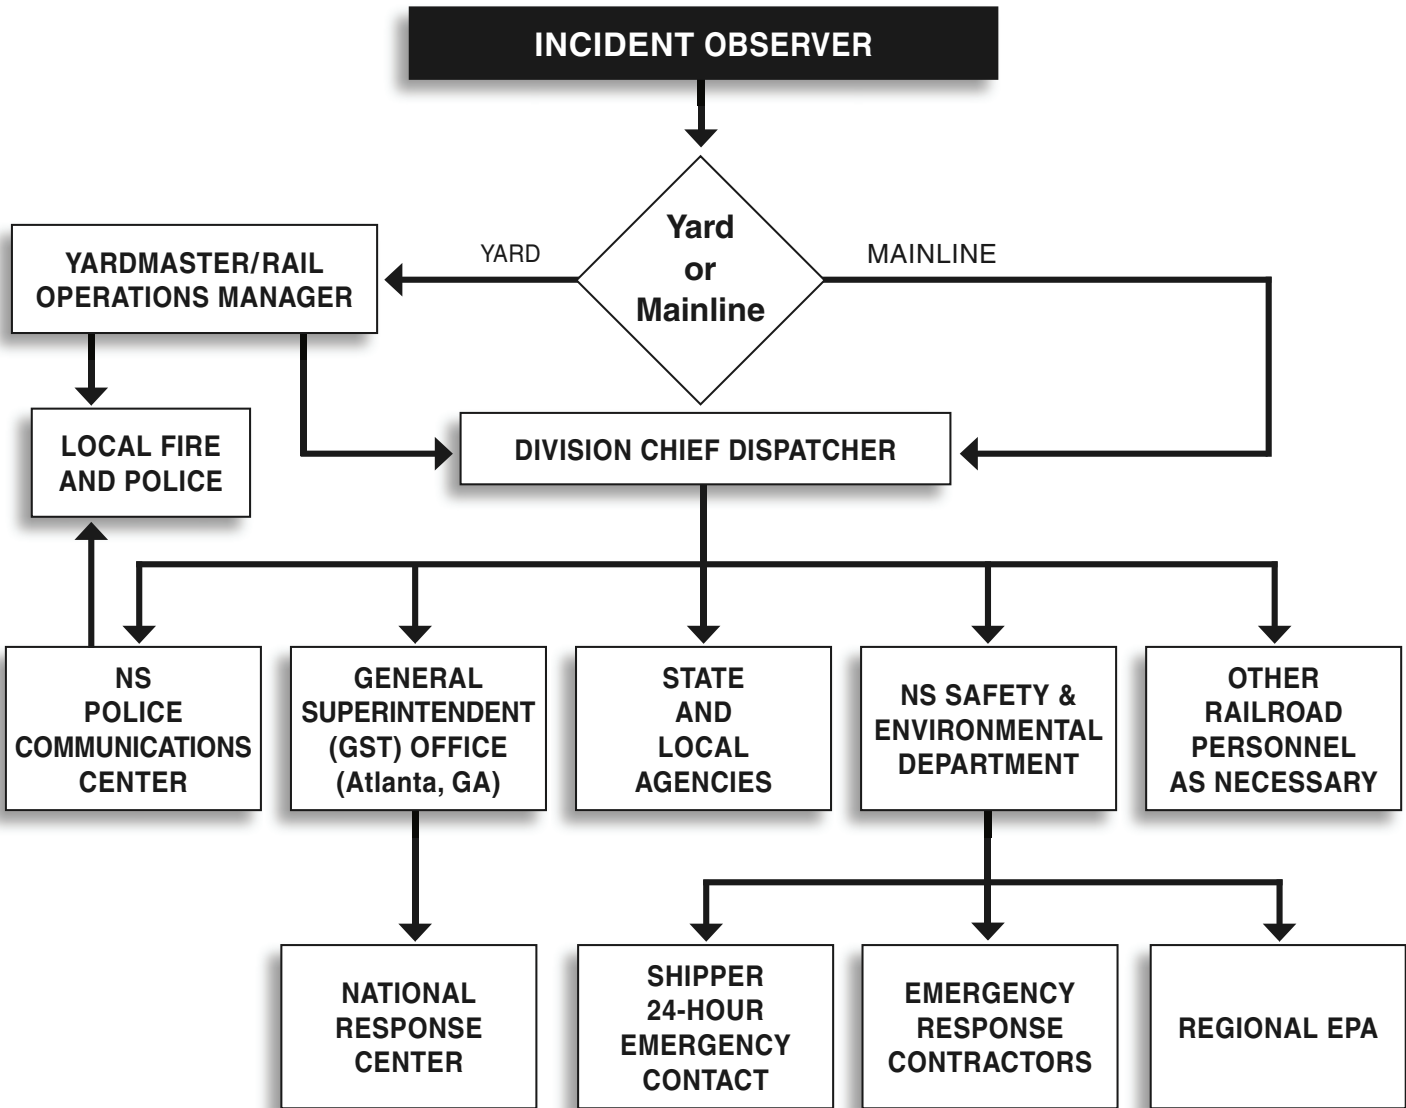 INCIDENT OBSERVER
Yard
or
Mainline
YARD
MAINLINE
YARDMASTER/RAIL
OPERATIONS MANAGER
LOCAL FIRE
AND POLICE
DIVISION CHIEF DISPATCHER
NS
POLICE
COMMUNICATIONS
CENTER
GENERAL
SUPERINTENDENT
(GST) OFFICE
(Atlanta, GA)
STATE
AND
LOCAL
AGENCIES
NS SAFETY &
ENVIRONMENTAL
DEPARTMENT
OTHER
RAILROAD
PERSONNEL
AS NECESSARY
NATIONAL
RESPONSE
CENTER
SHIPPER
24-HOUR
EMERGENCY
CONTACT
EMERGENCY
RESPONSE
CONTRACTORS
REGIONAL EPA